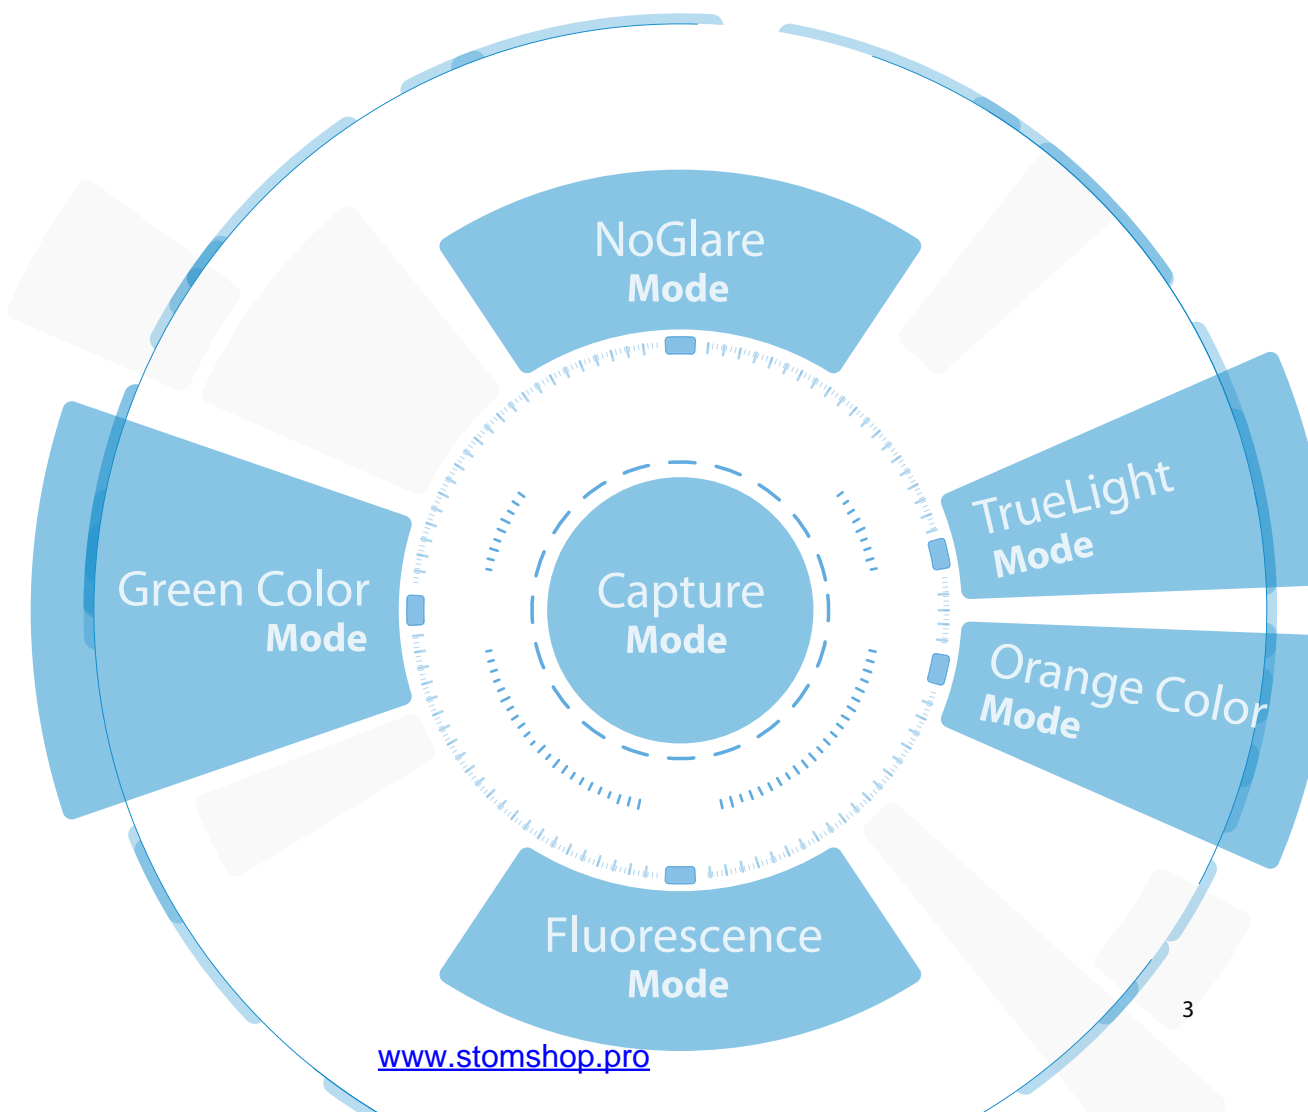 NoGlare
Mode
TrueLight
Mode
Green Color
Mode
Capture
Mode
Orange Color
Mode
Fluorescence
Mode
3
www.stomshop.pro